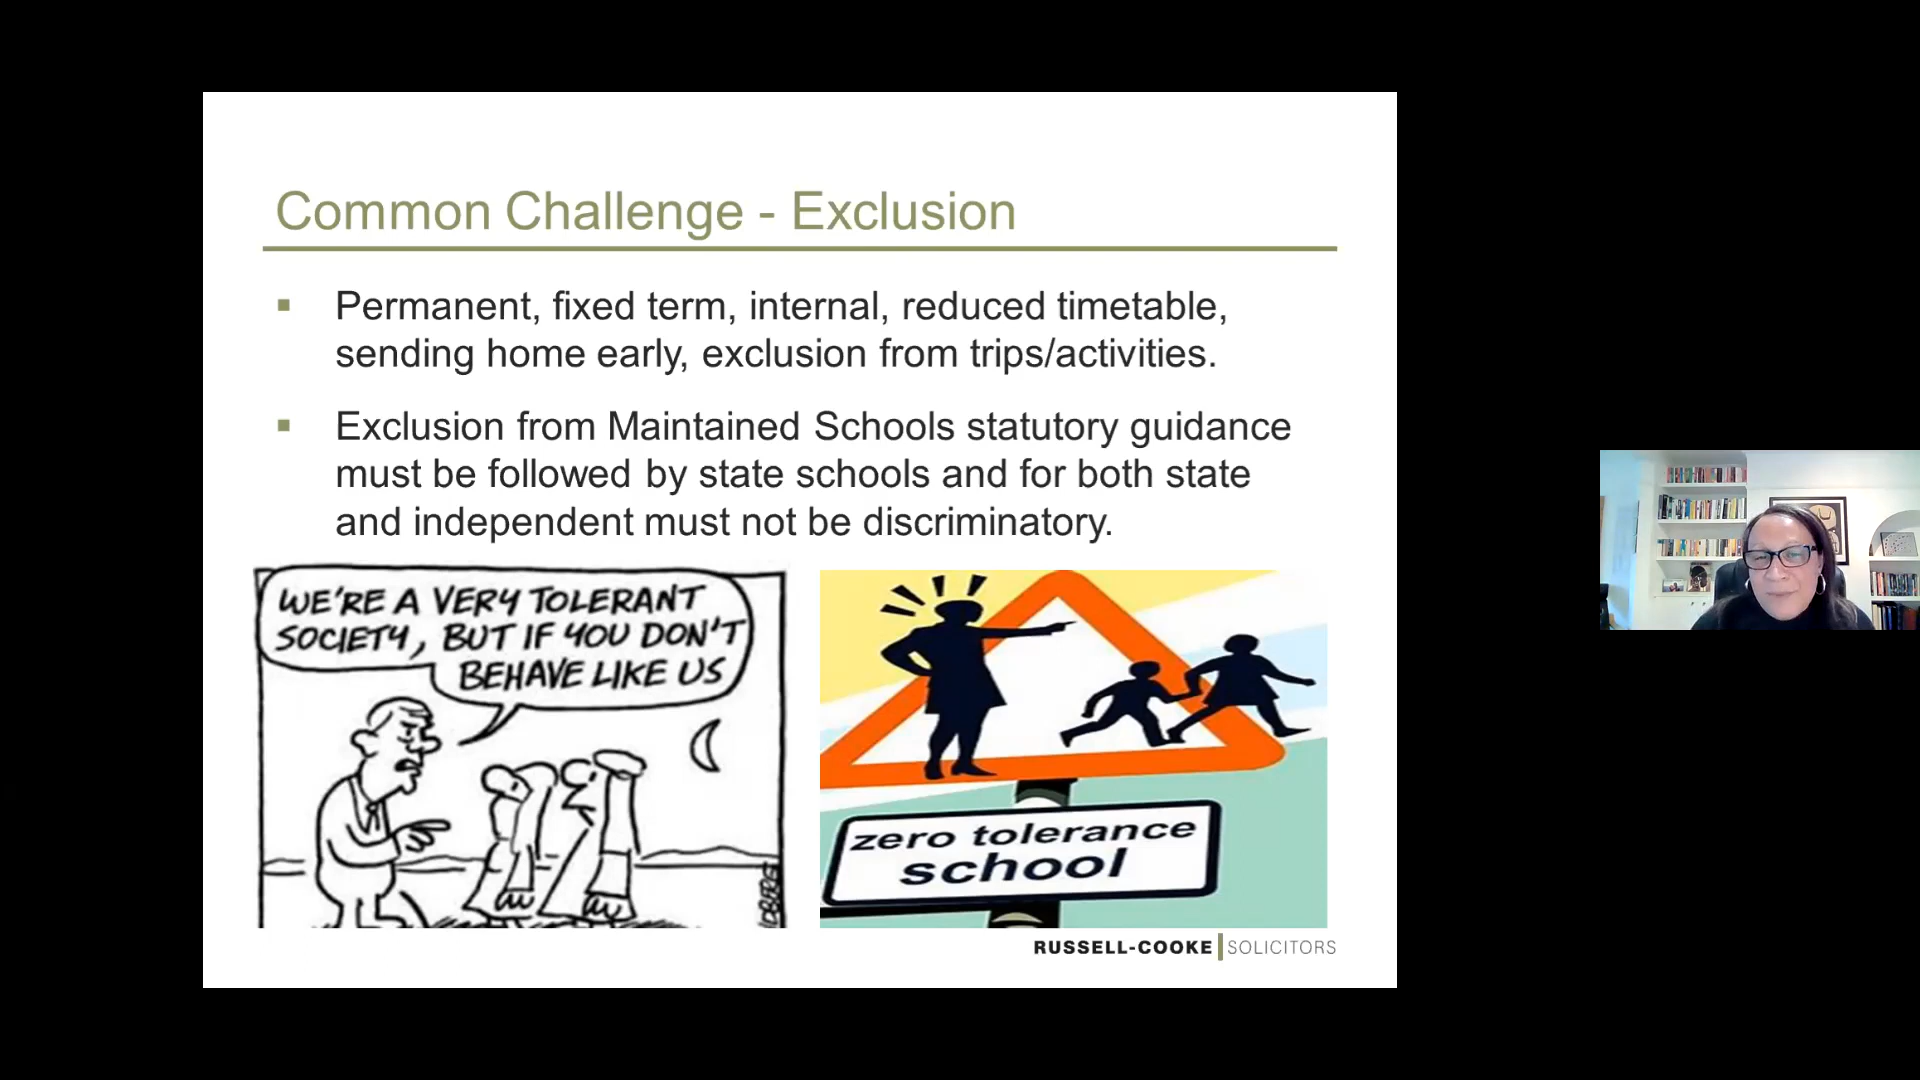 Common Challenge - Exclusion
Permanent, fixed term, internal, reduced timetable,
sending home early, exclusion from trips/activities.
Exclusion from Maintained Schools statutory guidance
must be followed by state schools and for both state
and independent must not be discriminatory.
WE'RE A VERY TOLERANT
SOCIETY, BUT IF YOU DON'T
BEHAVE LIKE US
zero tolerance
school
RUSSELL-COOKE SOLICITORS